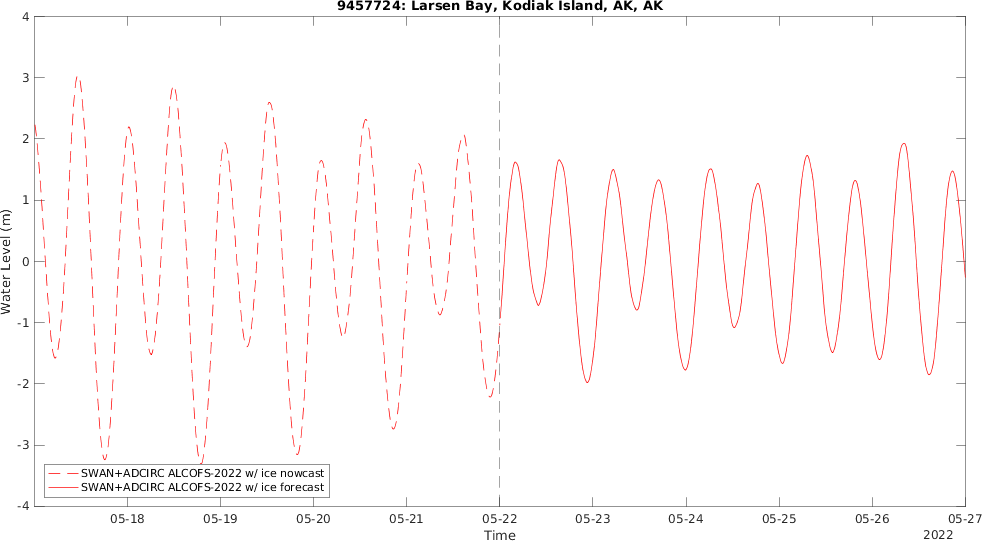 9457724: Larsen Bay, Kodiak Island, AK, AK
Water Level (m)
4
3
2
1
0
-1
-2
-3
-4
SWAN+ADCIRC ALCOFS-2022 w/ ice nowcast
SWAN+ADCIRC ALCOFS-2022 w/ ice forecast
05-18 05-19 05-20 05-21 05-22 05-23 05-24 05-25 05-26 05-27
Time
2022